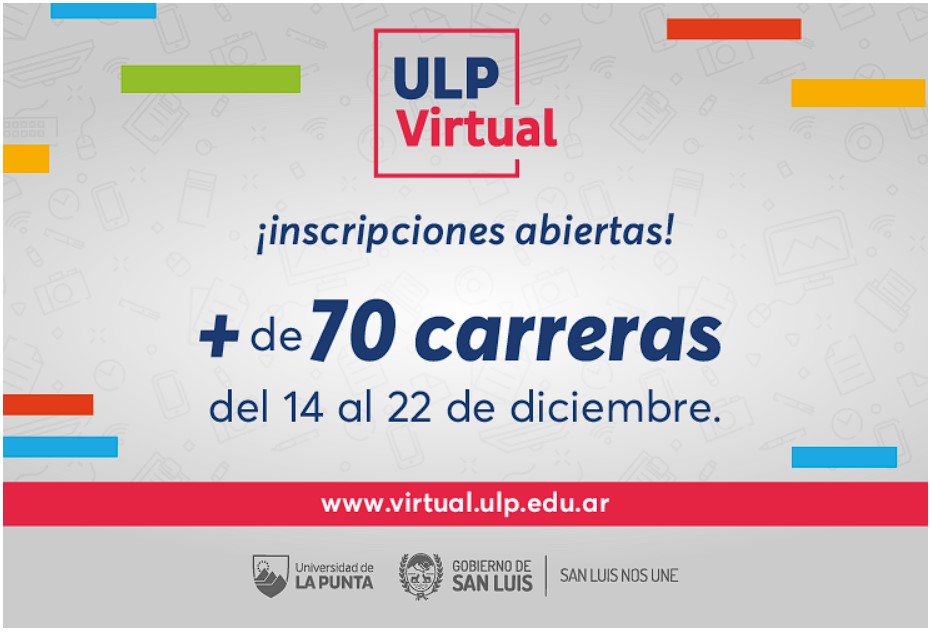 ULP
Virtual
¡inscripciones abiertas!
+ de 70 carreras
del 14 al 22 de diciembre.
www.virtual.ulp.edu.ar
Universidad de
LA PUNTA
GOBIERNO DE
SAN LUIS
SAN LUIS NOS UNE